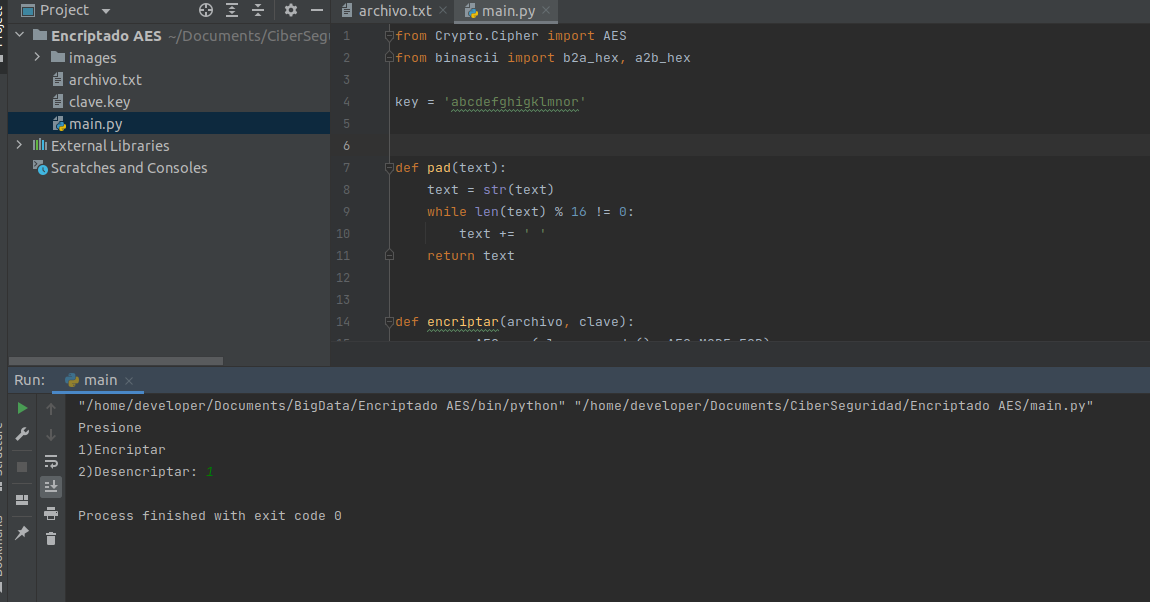 Project
Encriptado AES ~/Documents/CiberSegu
images
archivo.txt
clave.key
main.py
External Libraries
Scratches and Consoles
archivo.txt
main.py
1 from Crypto.Cipher import AES
2 from binascii import b2a_hex, a2b_hex
3
4 key = 'abcdefghigklmnor'
5
6
7 def pad(text):
8 text = str(text)
9 while len(text) % 16 != 0:
10 text += ' '
11 return text
12
13
14 def encriptar(archivo, clave):
Run: main
"/home/developer/Documents/BigData/Encriptado AES/bin/python" "/home/developer/Documents/CiberSeguridad/Encriptado AES/main.py"
Presione
1)Encriptar
2)Desencriptar: 1
Process finished with exit code 0